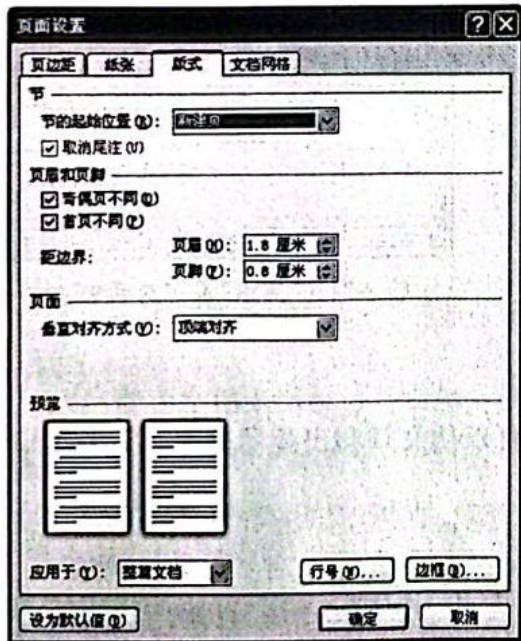 页面设置
页边距 纸张 版式 文档网格
节
节的起始位置(R): 新建页
取消尾注(U)
页眉和页脚
奇偶页不同(O)
首页不同(P)
距边界: 页眉(H): 1.8 厘米
页脚(F): 0.8 厘米
页面
垂直对齐方式(V): 顶端对齐
预览
应用于(Y): 整篇文档 行号(N)... 边框(B)...
设为默认值(D) 确定 取消